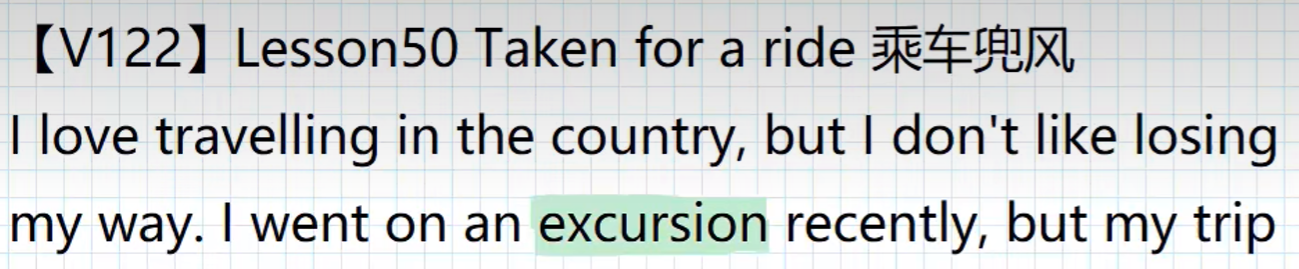 【V122】Lesson50 Taken for a ride 乘车兜风
I love travelling in the country, but I don't like losing
my way. I went on an excursion recently, but my trip